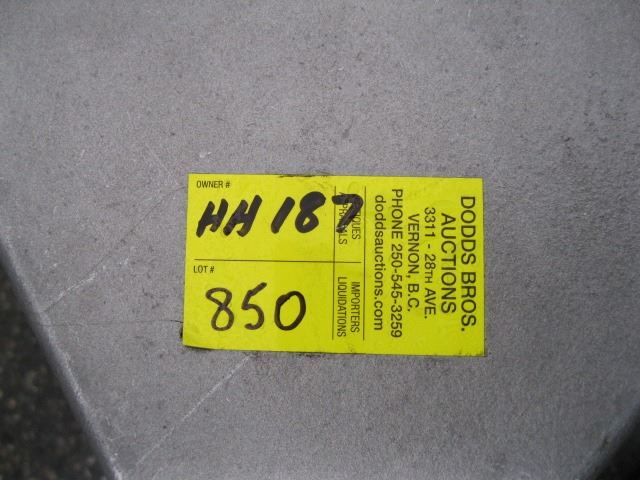 OWNER #
HH 187
LOT #
850
APPRAISALS
IMPORTERS
LIQUIDATIONS
DODDS BROS.
AUCTIONS
3311 - 28TH AVE.
VERNON, B.C.
PHONE 250-545-3259
doddsauctions.com